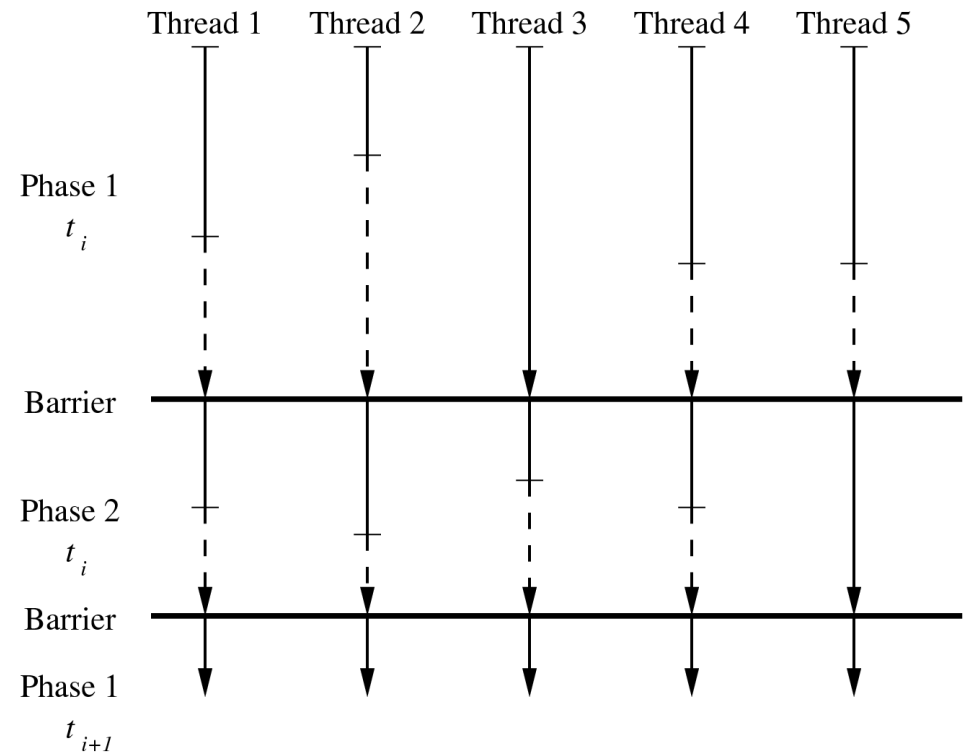 Thread 1 Thread 2 Thread 3 Thread 4 Thread 5
Phase 1
t i
Barrier
Phase 2
t i
Barrier
Phase 1
t i+1